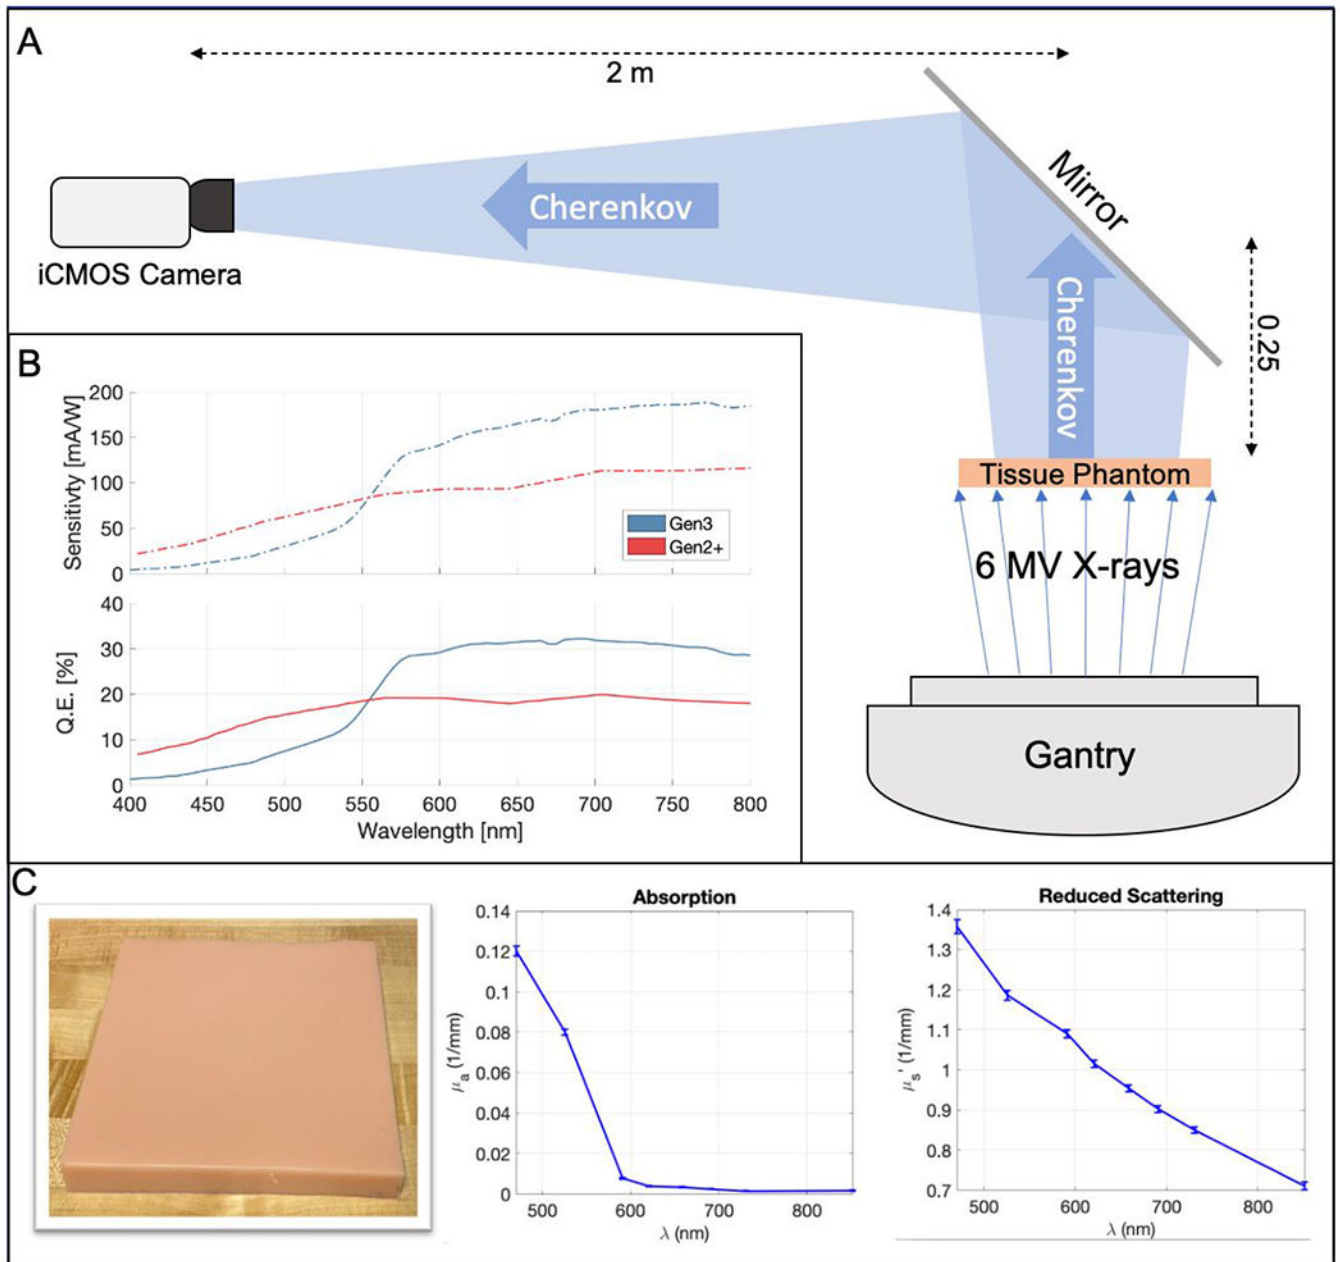 A
2 m
Mirror
Cherenkov
iCMOS Camera
Cherenkov
0.25
Tissue Phantom
6 MV X-rays
Gantry
B
Sensitivty [mA/W]
200
150
100
50
0
Gen3
Gen2+
Q.E. [%]
40
30
20
10
0
400 450 500 550 600 650 700 750 800
Wavelength [nm]
C
Absorption
μa (1/mm)
0.14
0.12
0.1
0.08
0.06
0.04
0.02
0
500 600 700 800
λ (nm)
Reduced Scattering
μs' (1/mm)
1.4
1.3
1.2
1.1
1
0.9
0.8
0.7
500 600 700 800
λ (nm)